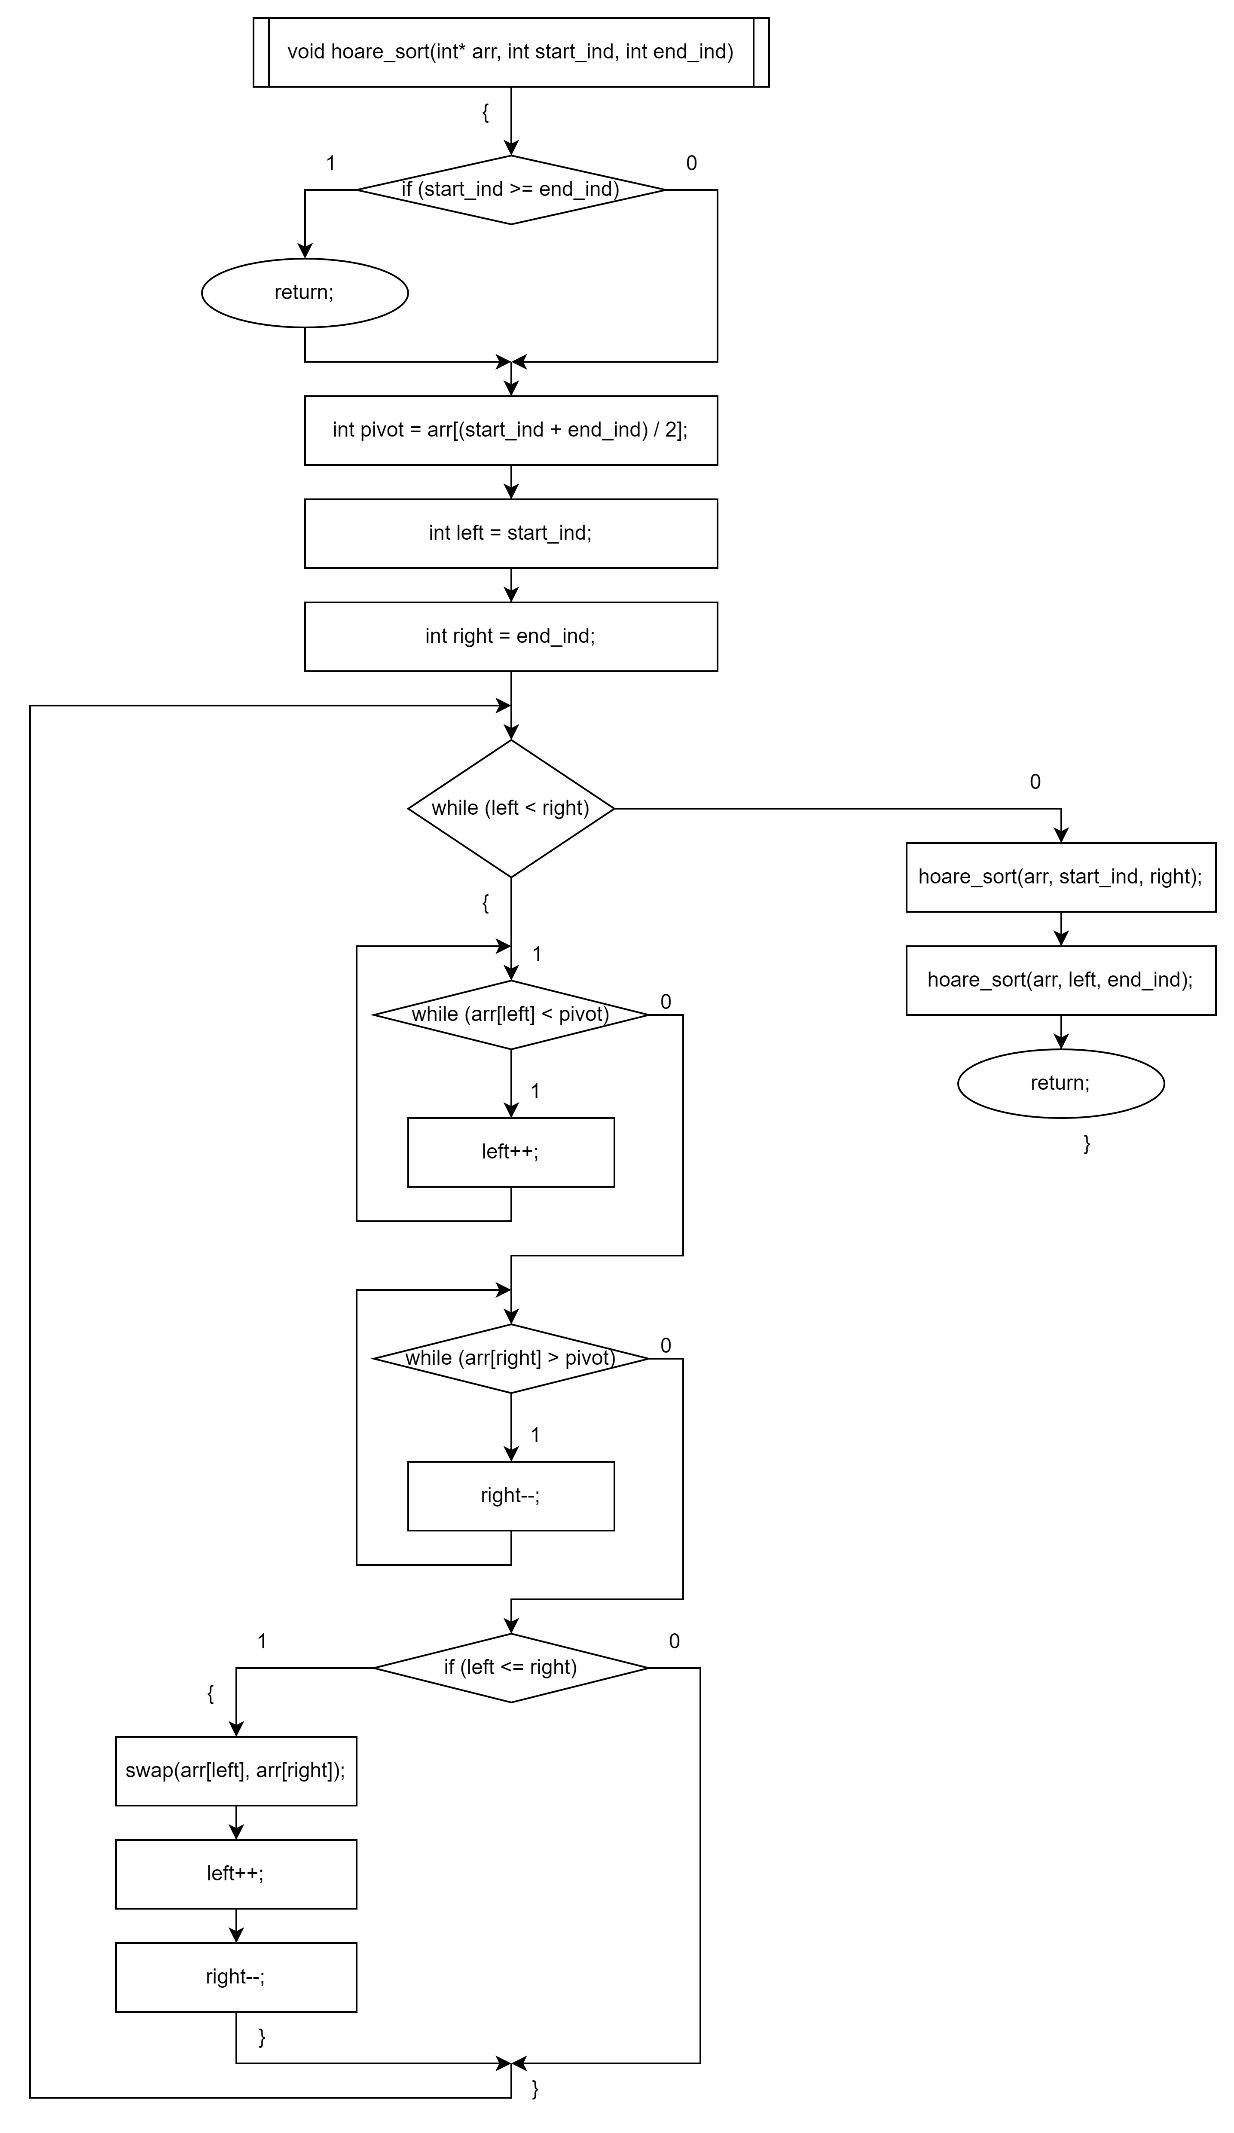 void hoare_sort(int* arr, int start_ind, int end_ind)
{
1
0
if (start_ind >= end_ind)
return;
int pivot = arr[(start_ind + end_ind) / 2];
int left = start_ind;
int right = end_ind;
while (left < right)
0
hoare_sort(arr, start_ind, right);
hoare_sort(arr, left, end_ind);
return;
}
{
1
while (arr[left] < pivot)
0
1
left++;
while (arr[right] > pivot)
0
1
right--;
if (left <= right)
1
0
{
swap(arr[left], arr[right]);
left++;
right--;
}
}